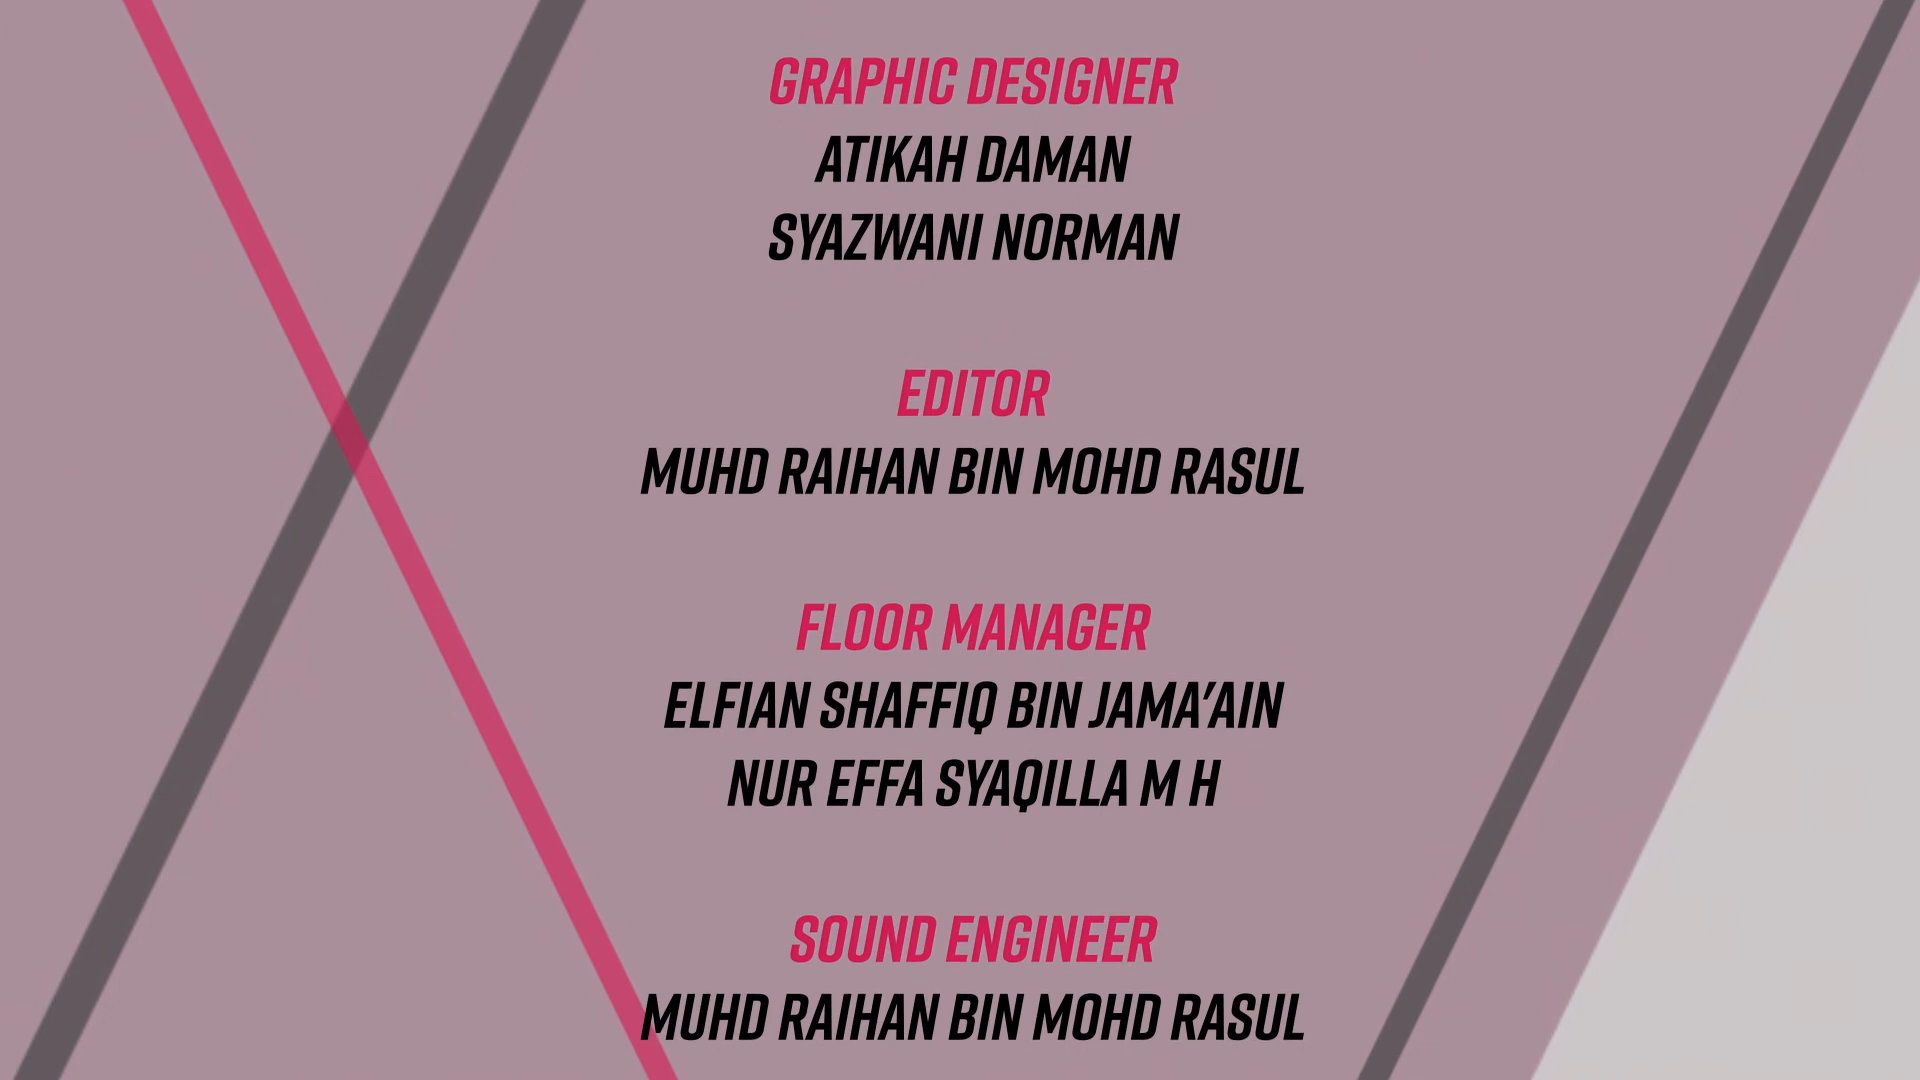 GRAPHIC DESIGNER
ATIKAH DAMAN
SYAZWANI NORMAN
EDITOR
MUHD RAIHAN BIN MOHD RASUL
FLOOR MANAGER
ELFIAN SHAFFIQ BIN JAMA'AIN
NUR EFFA SYAQILLA M H
SOUND ENGINEER
MUHD RAIHAN BIN MOHD RASUL